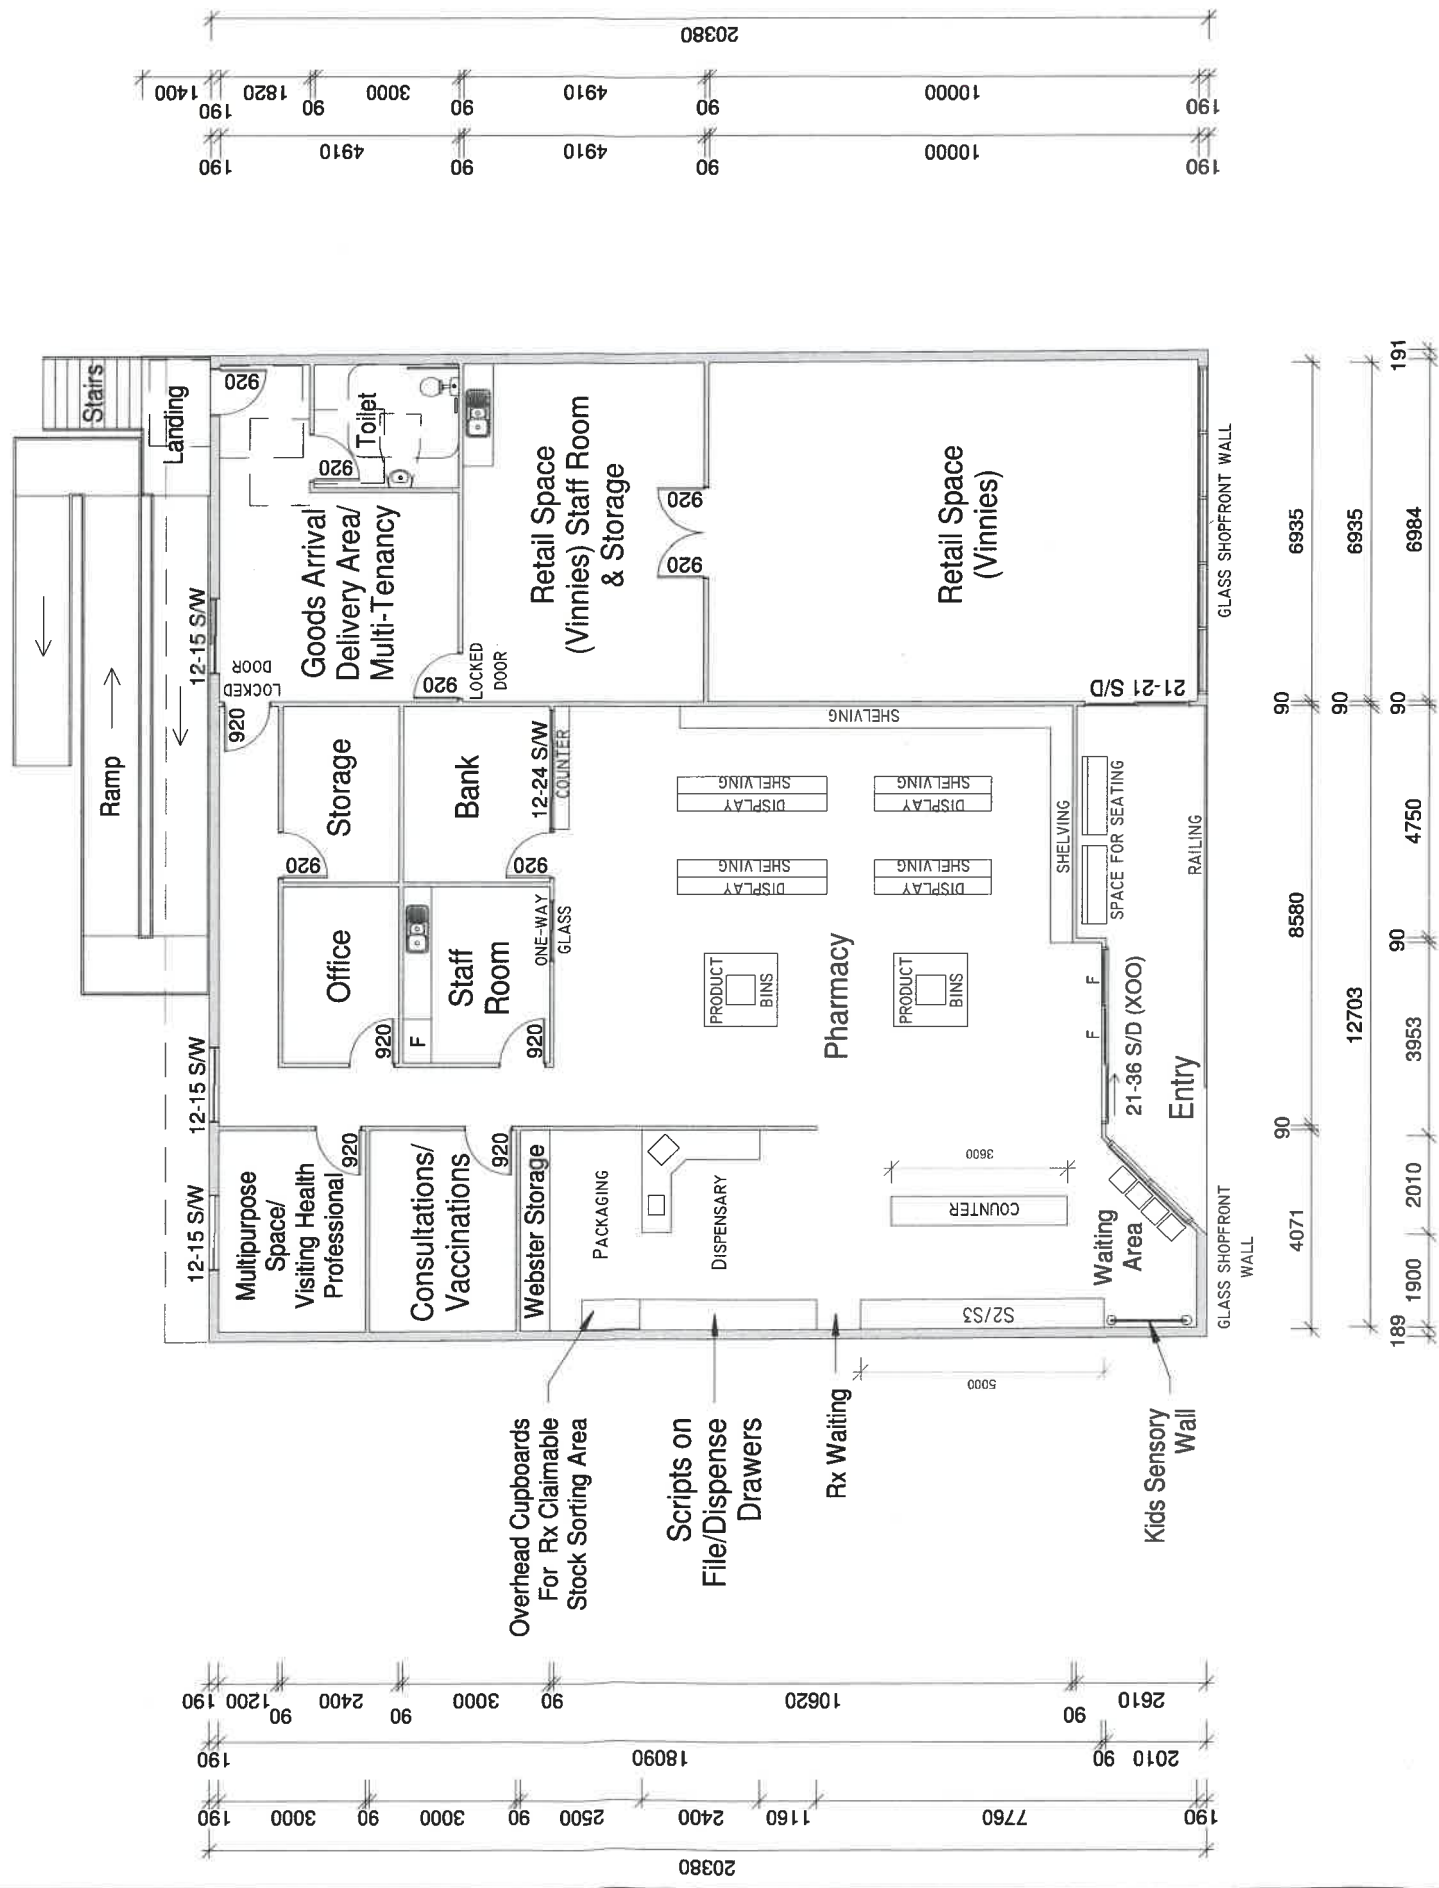 20380
1400
190
1820
90
3000
90
4910
90
10000
190
190
4910
90
4910
90
10000
190
Stairs
Landing
Ramp
920
920
Toilet
12-15 S/W
Goods Arrival
Delivery Area/
Multi-Tenancy
LOCKED
DOOR
920
920
LOCKED
DOOR
Retail Space
(Vinnies) Staff Room
& Storage
920
920
Retail Space
(Vinnies)
GLASS SHOPFRONT WALL
21-21 S/D
Storage
920
Bank
920
12-24 S/W
COUNTER
Office
920
Staff
Room
F
920
ONE-WAY
GLASS
SHELVING
SHELVING
DISPLAY
SHELVING
DISPLAY
SHELVING
DISPLAY
SHELVING
DISPLAY
SHELVING
PRODUCT
BINS
PRODUCT
BINS
Pharmacy
SPACE FOR SEATING
RAILING
F
F
21-36 S/D (XOO)
Entry
12-15 S/W
12-15 S/W
Multipurpose
Space/
Visiting Health
Professional
920
Consultations/
Vaccinations
920
Webster Storage
PACKAGING
DISPENSARY
3600
COUNTER
Waiting
Area
S2/S3
5000
GLASS SHOPFRONT
WALL
Overhead Cupboards
For Rx Claimable
Stock Sorting Area
Scripts on
File/Dispense
Drawers
Rx Waiting
Kids Sensory
Wall
4071
90
8580
90
6935
12703
90
6935
189
1900
2010
3953
90
4750
90
6984
191
190
1200
90
2400
90
3000
90
10620
90
2610
190
18090
90
2010
190
3000
90
3000
90
2500
2400
1160
7760
190
20380